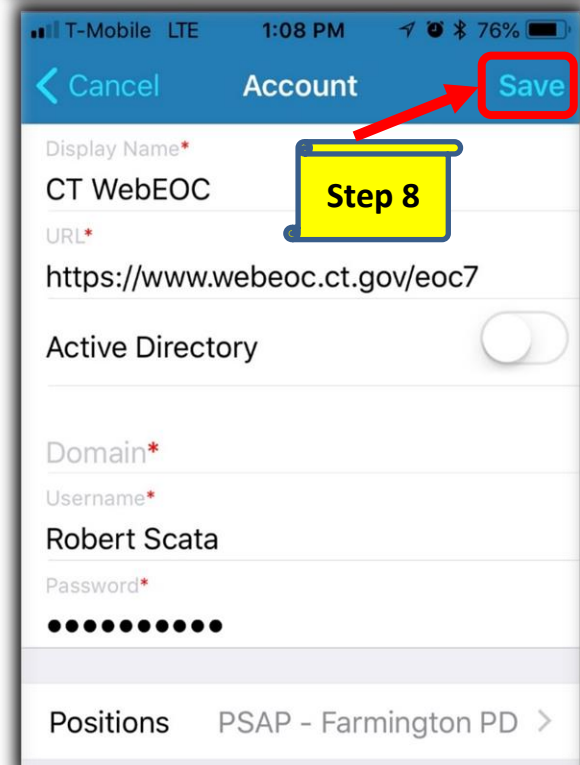 T-Mobile LTE 1:08 PM 76%
Cancel Account Save
Display Name*
CT WebEOC
Step 8
URL*
https://www.webeoc.ct.gov/eoc7
Active Directory
Domain*
Username*
Robert Scata
Password*
●●●●●●●●●●
Positions PSAP - Farmington PD >